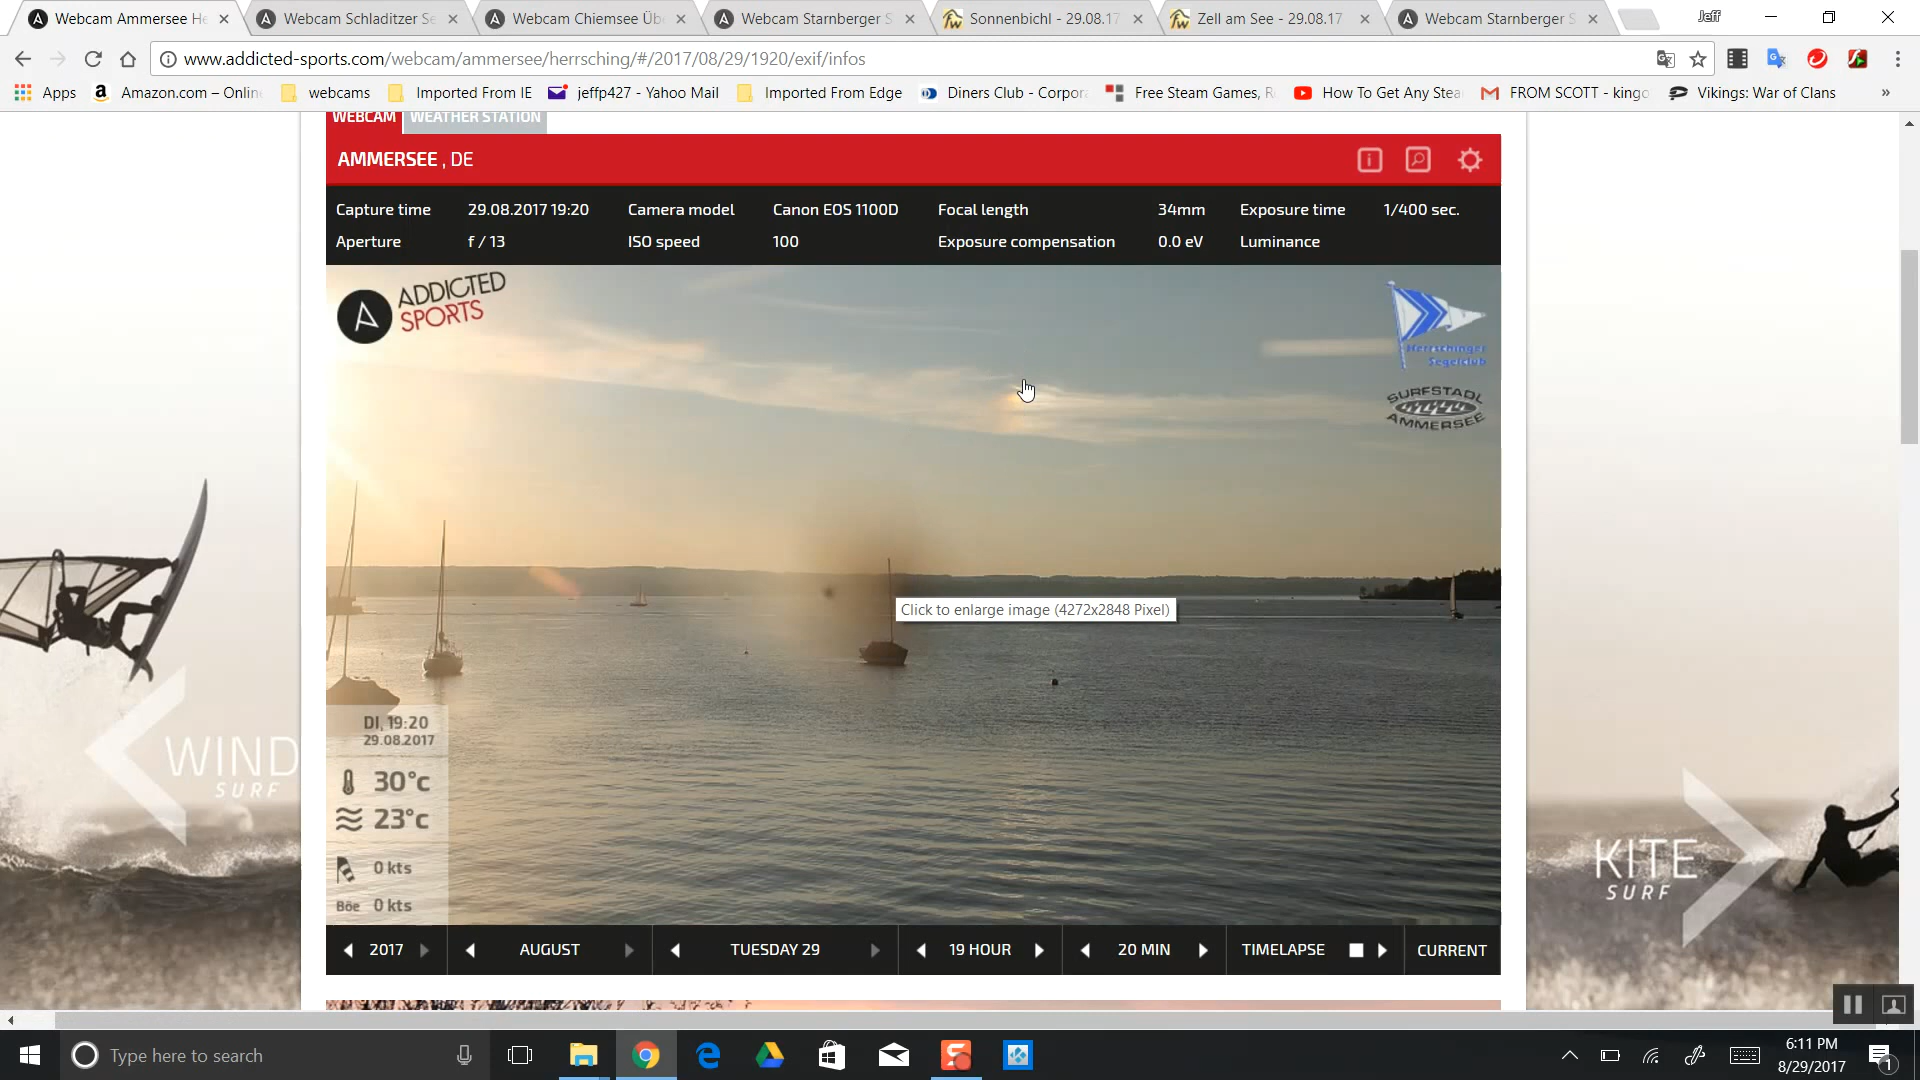 Webcam Ammersee He
Webcam Schladitzer Se
Webcam Chiemsee Üb
Webcam Starnberger S
Sonnenbichl - 29.08.17
Zell am See - 29.08.17
Webcam Starnberger S
Jeff
www.addicted-sports.com/webcam/ammersee/herrsching/#/2017/08/29/1920/exif/infos
Apps
Amazon.com – Onlin
webcams
Imported From IE
jeffp427 - Yahoo Mail
Imported From Edge
Diners Club - Corpora
Free Steam Games, R
How To Get Any Stea
FROM SCOTT - kingo
Vikings: War of Clans
»
WEBCAM
WEATHER STATION
AMMERSEE , DE
Capture time 29.08.2017 19:20 Camera model Canon EOS 1100D Focal length 34mm Exposure time 1/400 sec.
Aperture f / 13 ISO speed 100 Exposure compensation 0.0 eV Luminance
ADDICTED
SPORTS
Herrschinger
Segelclub
SURFSTADL
AMMERSEE
Click to enlarge image (4272x2848 Pixel)
DI, 19:20
29.08.2017
30°c
23°c
0 kts
Böe 0 kts
WIND
SURF
KITE
SURF
2017 AUGUST TUESDAY 29 19 HOUR 20 MIN TIMELAPSE CURRENT
Type here to search
6:11 PM
8/29/2017
1